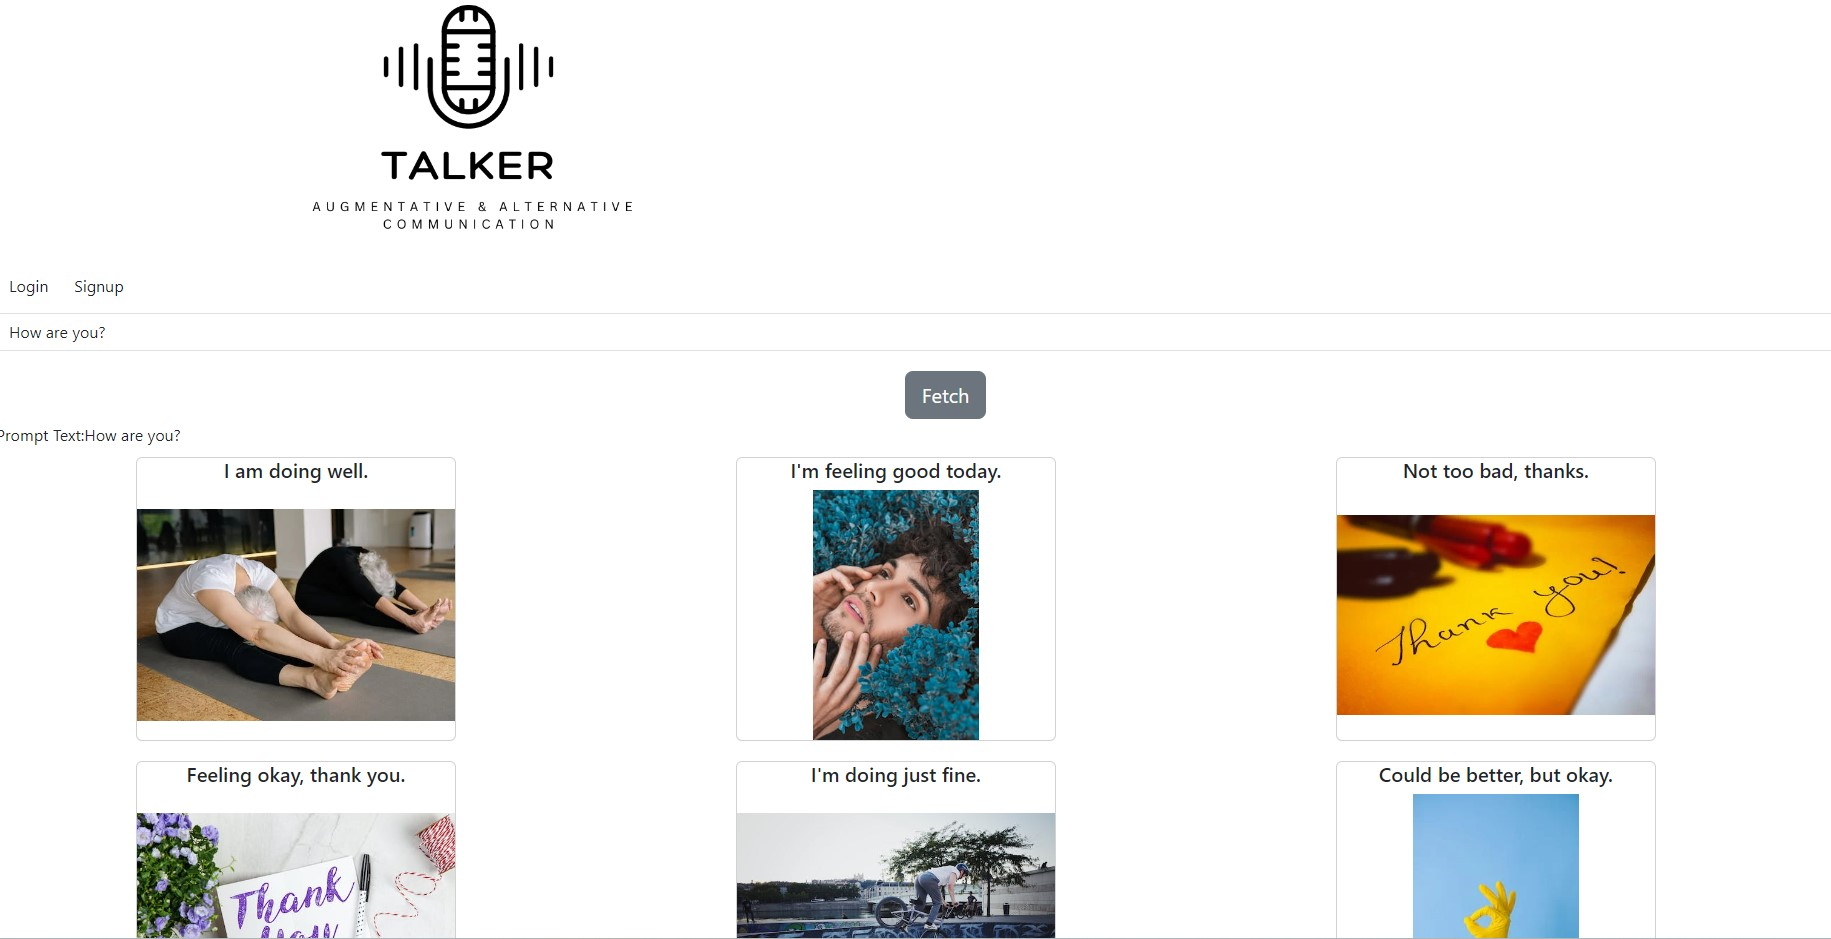 TALKER
AUGMENTATIVE & ALTERNATIVE
COMMUNICATION
Login Signup
How are you?
Fetch
Prompt Text:How are you?
I am doing well.
I'm feeling good today.
Not too bad, thanks.
Thank you!
Feeling okay, thank you.
I'm doing just fine.
Could be better, but okay.
Thank
you